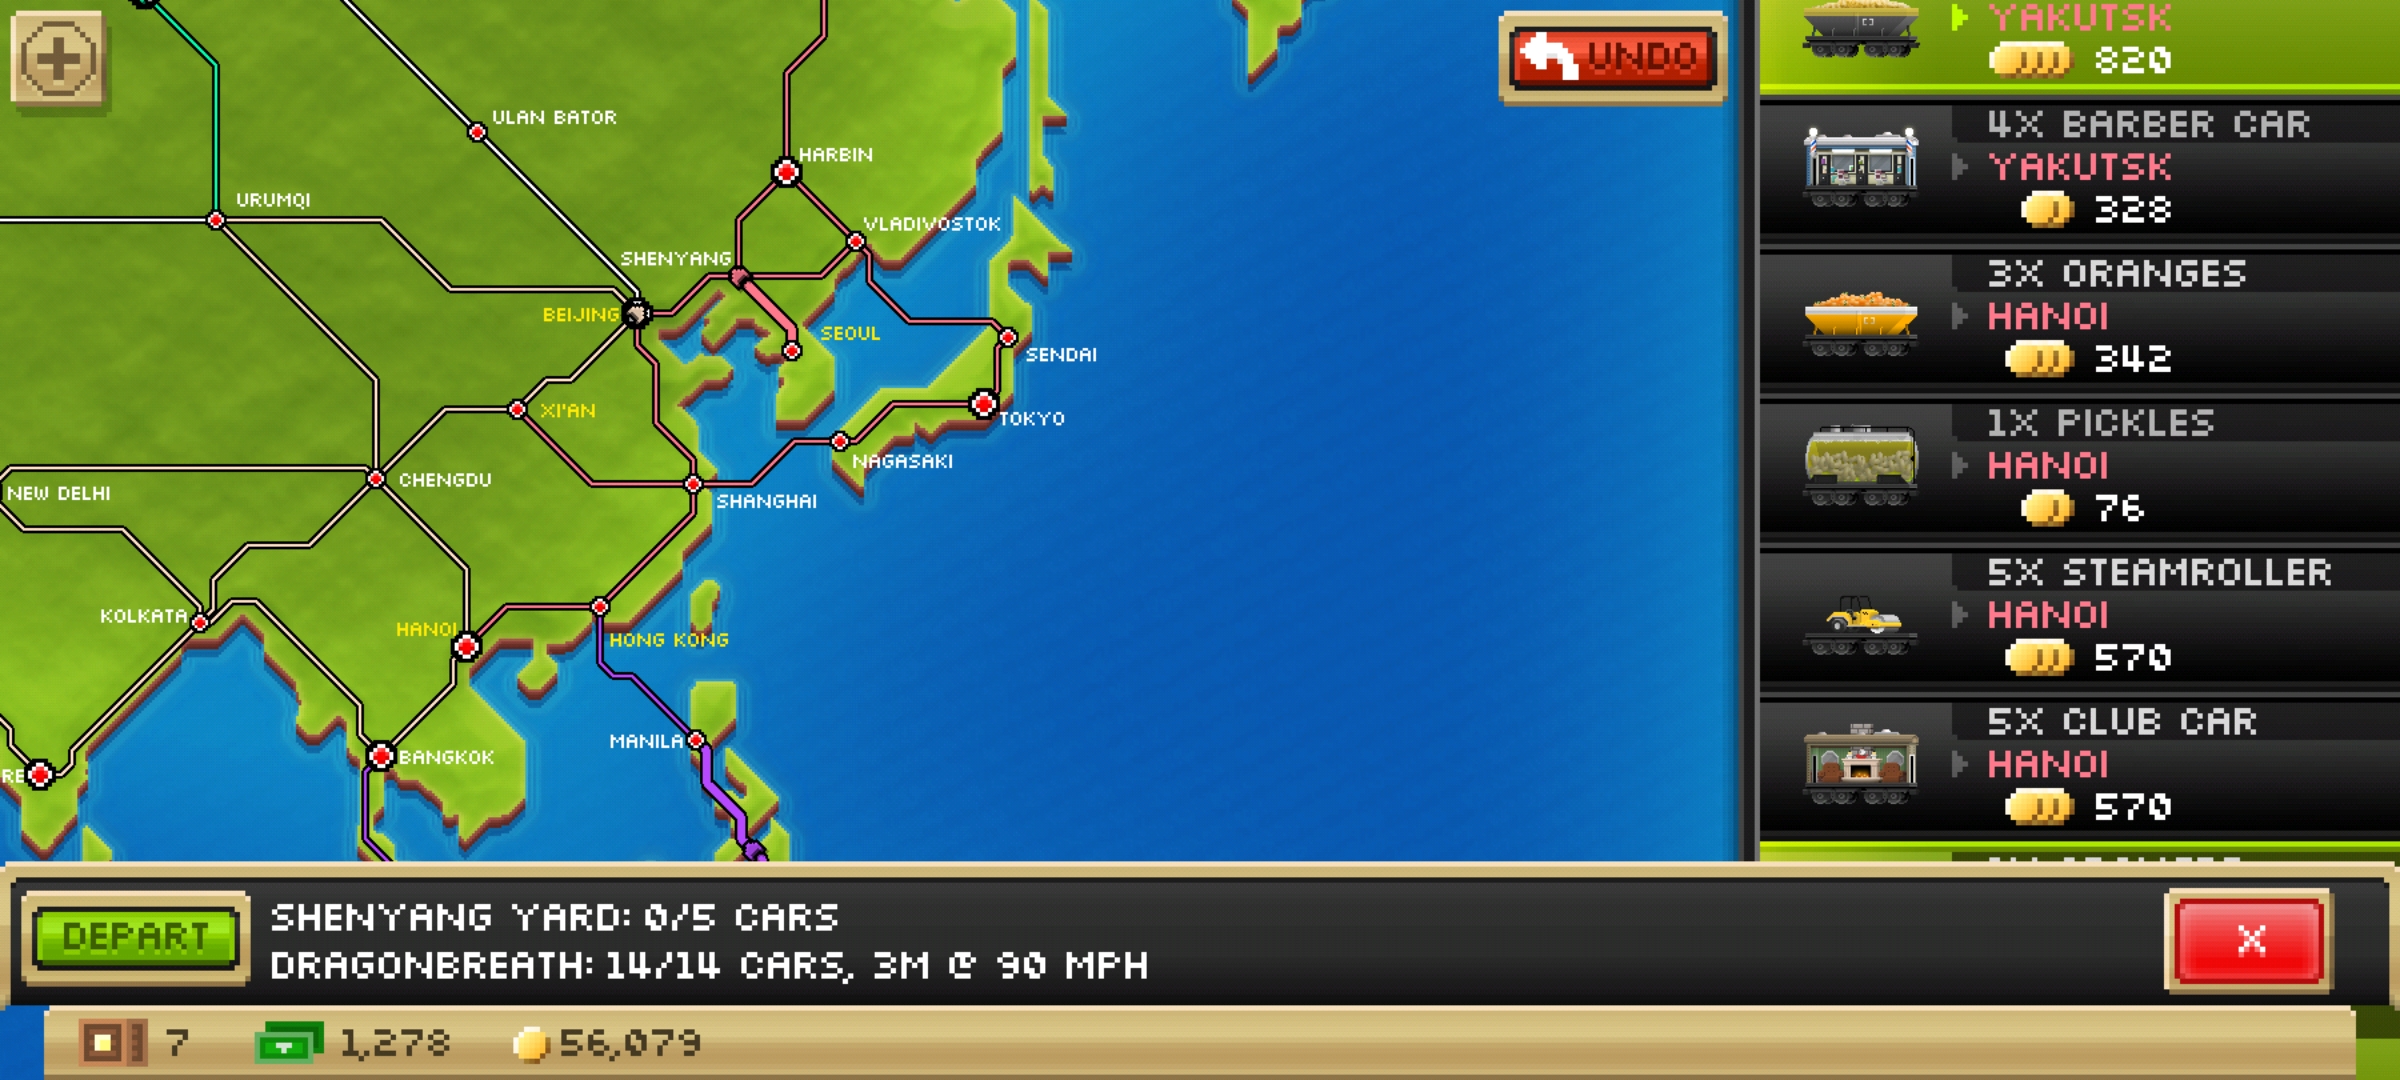 UNDO
ULAN BATOR
HARBIN
URUMQI
VLADIVOSTOK
SHENYANG
BEIJING
SEOUL
SENDAI
XI'AN
TOKYO
NAGASAKI
CHENGDU
NEW DELHI
SHANGHAI
KOLKATA
HANOI
HONG KONG
MANILA
BANGKOK
RE
YAKUTSK
820
4X BARBER CAR
YAKUTSK
328
3X ORANGES
HANOI
342
1X PICKLES
HANOI
76
5X STEAMROLLER
HANOI
570
5X CLUB CAR
HANOI
570
DEPART
SHENYANG YARD: 0/5 CARS
DRAGONBREATH: 14/14 CARS, 3M @ 90 MPH
X
7
1,278
56,079